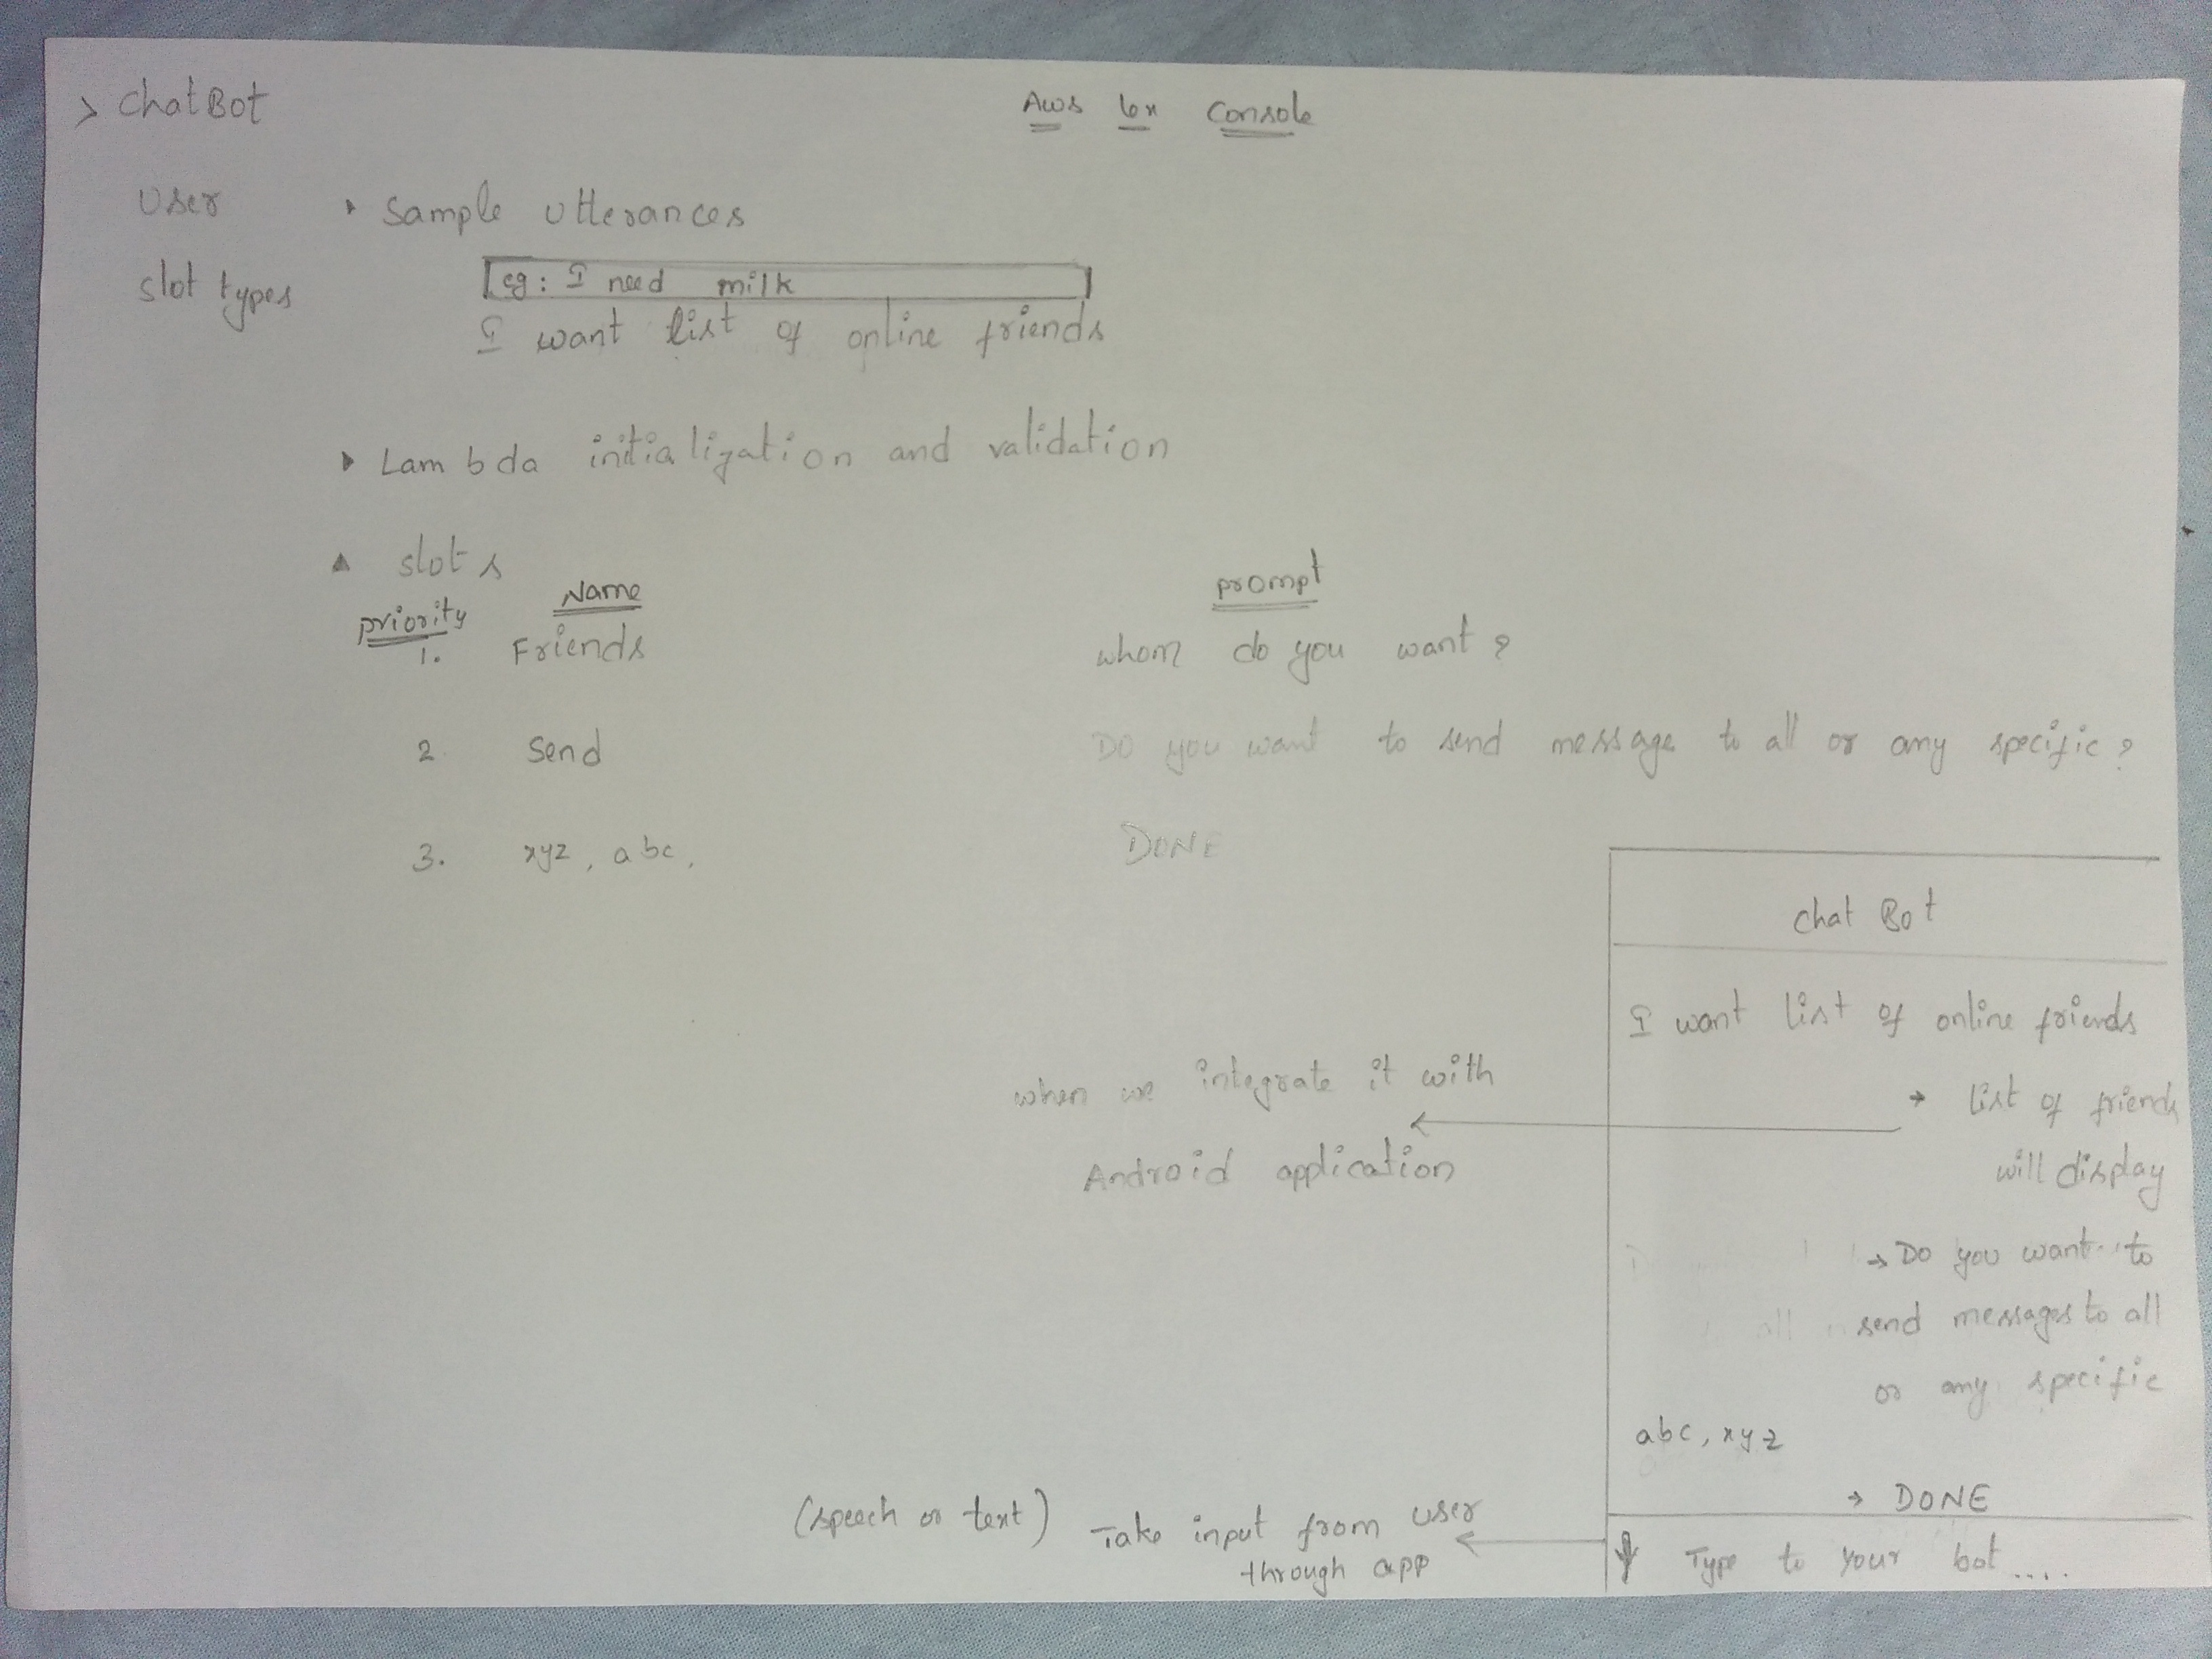 > ChatBot
Aws lex Console
User
▸ Sample utterances
slot types
eg: I need milk
I want list of online friends
▸ Lambda initialization and validation
▲ slots
priority Name prompt
1. Friends whom do you want?
2. Send Do you want to send message to all or any specific?
3. xyz, abc, DONE
Chat Bot
I want list of online friends
→ list of friends
will display
when we integrate it with
Android application
→ Do you want to
send messages to all
or any specific
abc, xyz
→ DONE
(speech or text) Take input from user
through app
Type to your bot....